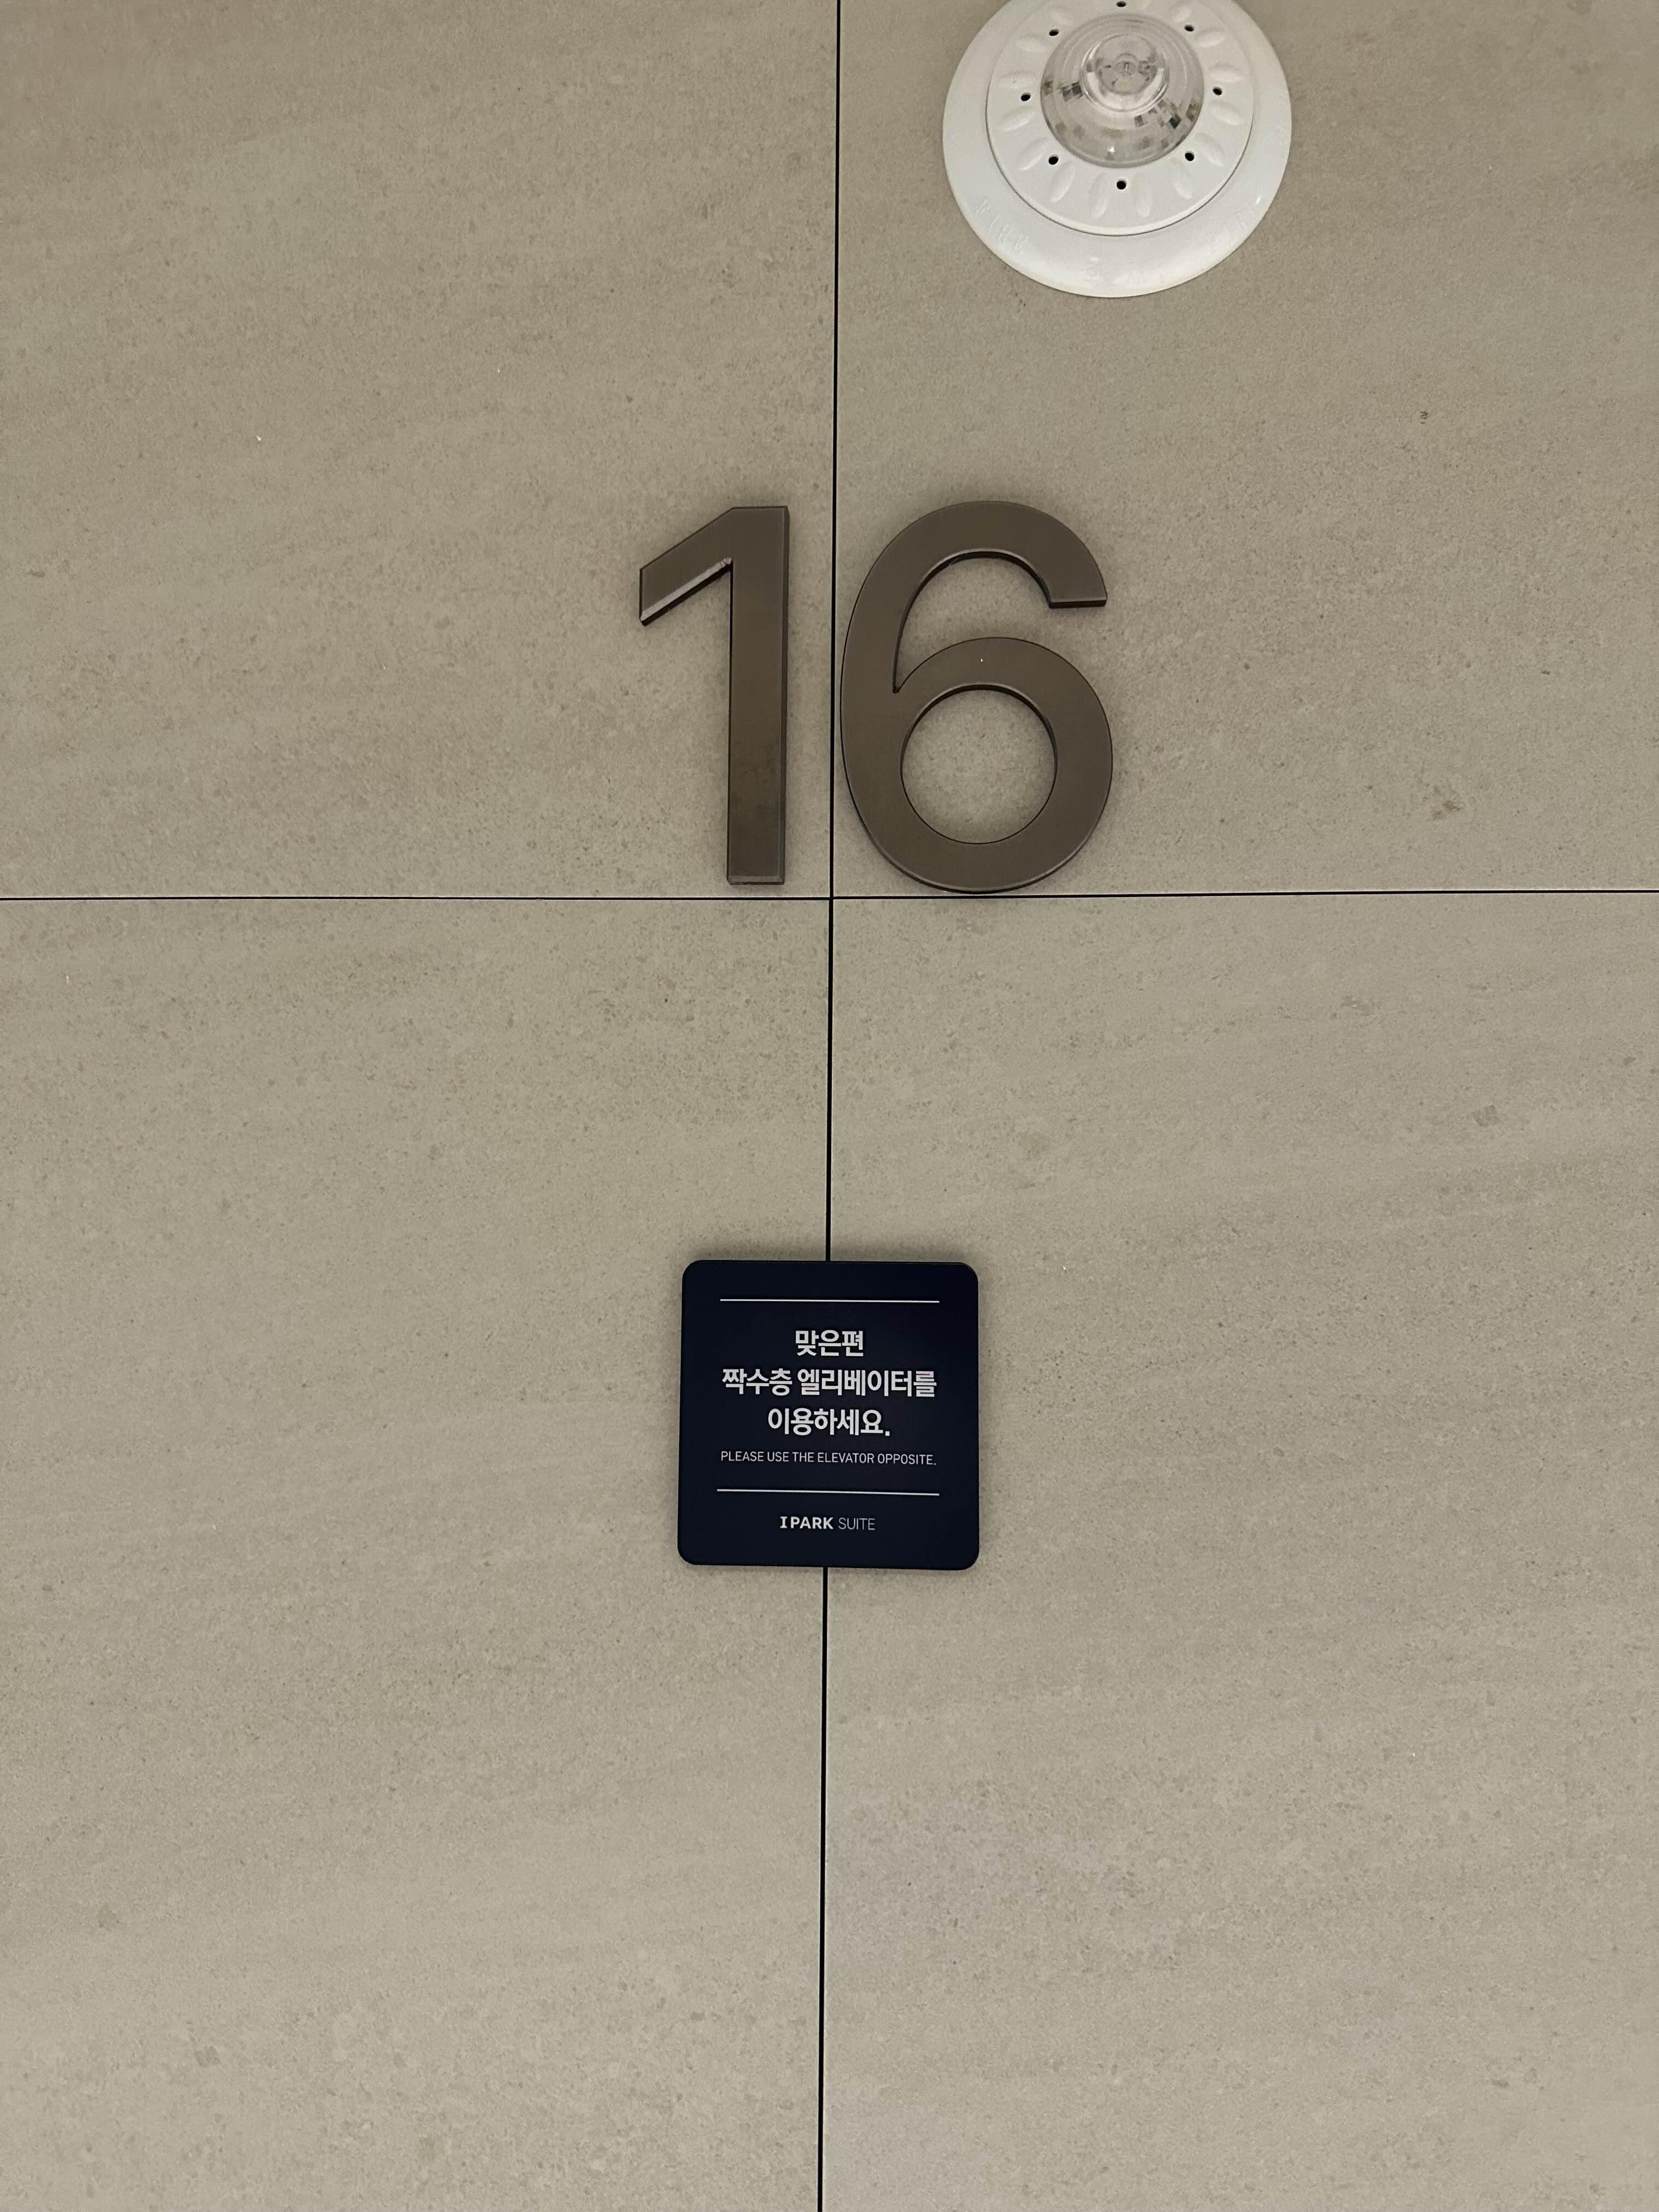 16
맞은편
짝수층 엘리베이터를
이용하세요.
PLEASE USE THE ELEVATOR OPPOSITE.
IPARK SUITE